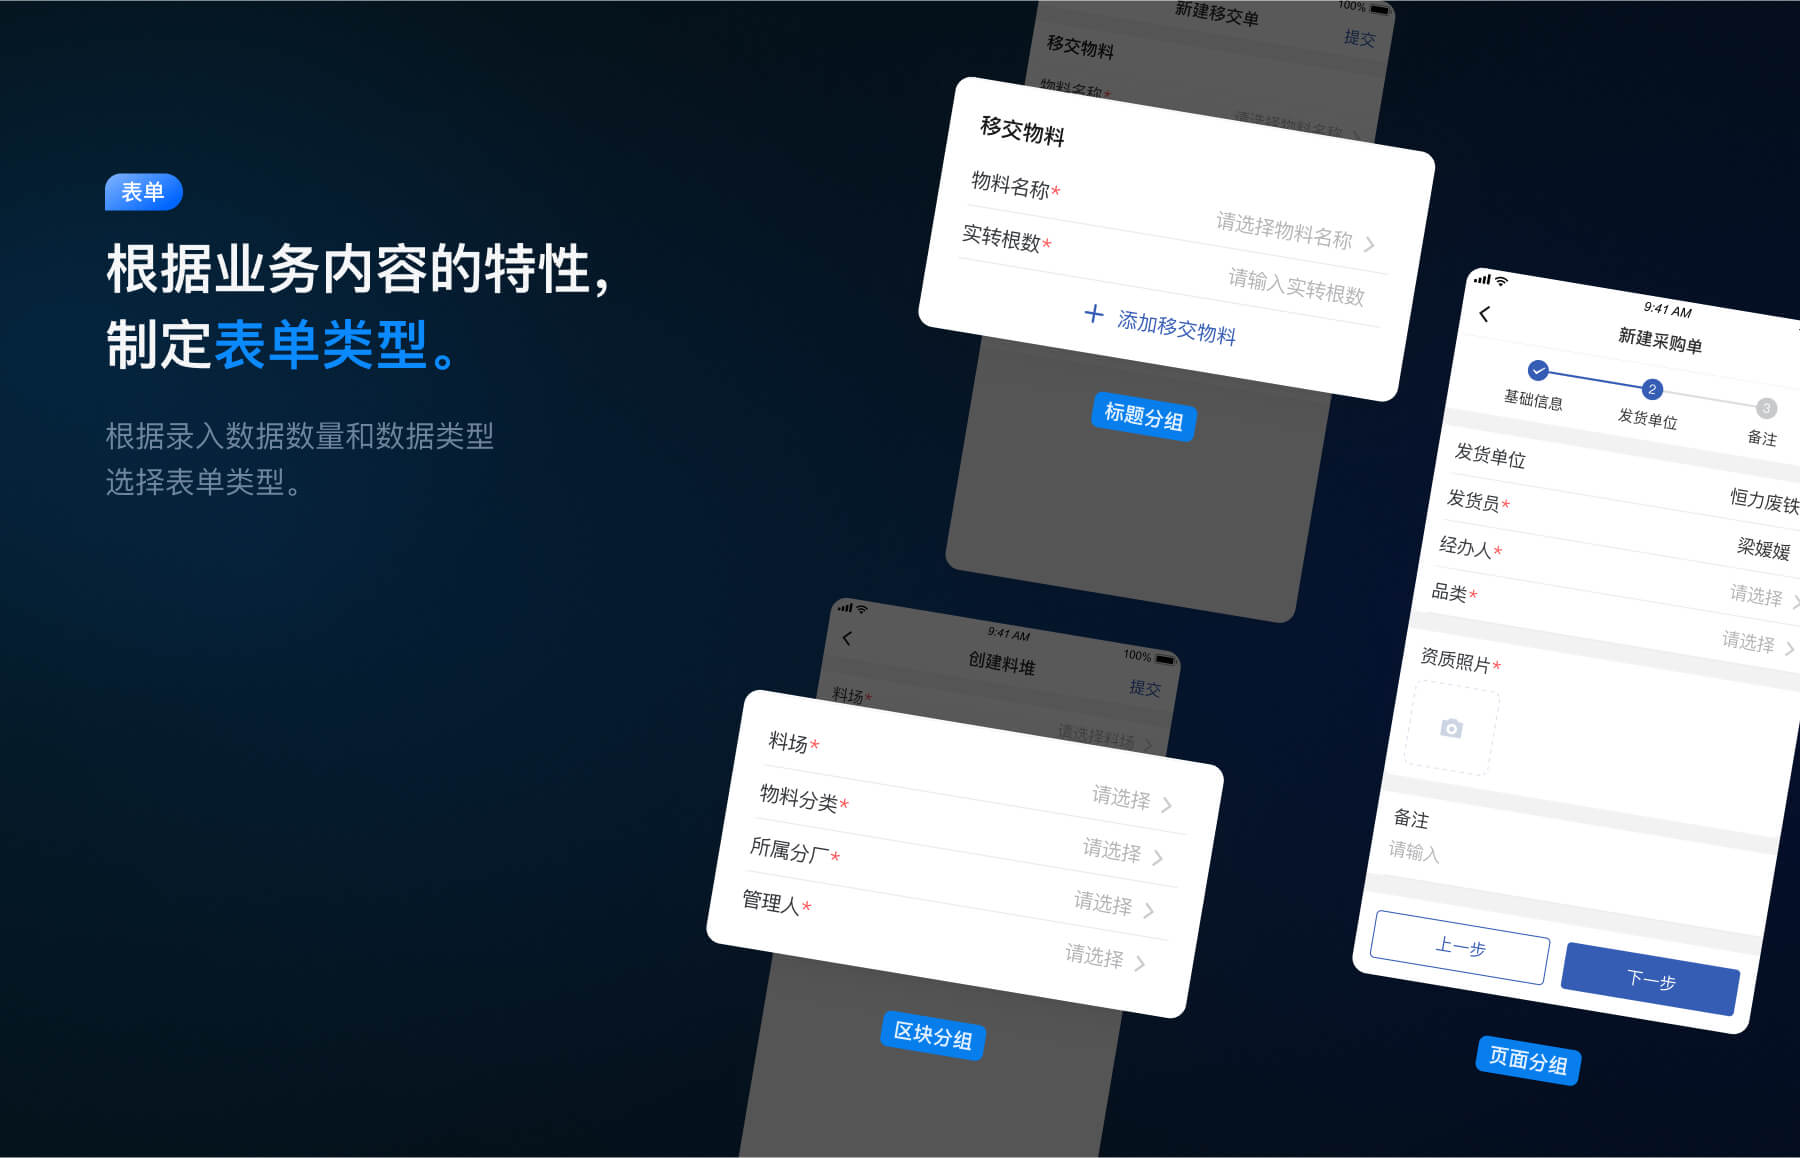 表单
根据业务内容的特性，
制定表单类型。
根据录入数据数量和数据类型
选择表单类型。
新建移交单
100%
提交
移交物料
物料名称*
请选择物料名称
移交物料
物料名称*
请选择物料名称
实转根数*
请输入实转根数
添加移交物料
标题分组
9:41 AM
100%
创建料堆
提交
料场*
请选择料场
料场*
请选择
物料分类*
请选择
所属分厂*
请选择
管理人*
请选择
区块分组
9:41 AM
新建采购单
2
3
基础信息
发货单位
备注
发货单位
恒力废铁
发货员*
梁媛媛
经办人*
请选择
品类*
请选择
资质照片*
备注
请输入
上一步
下一步
页面分组